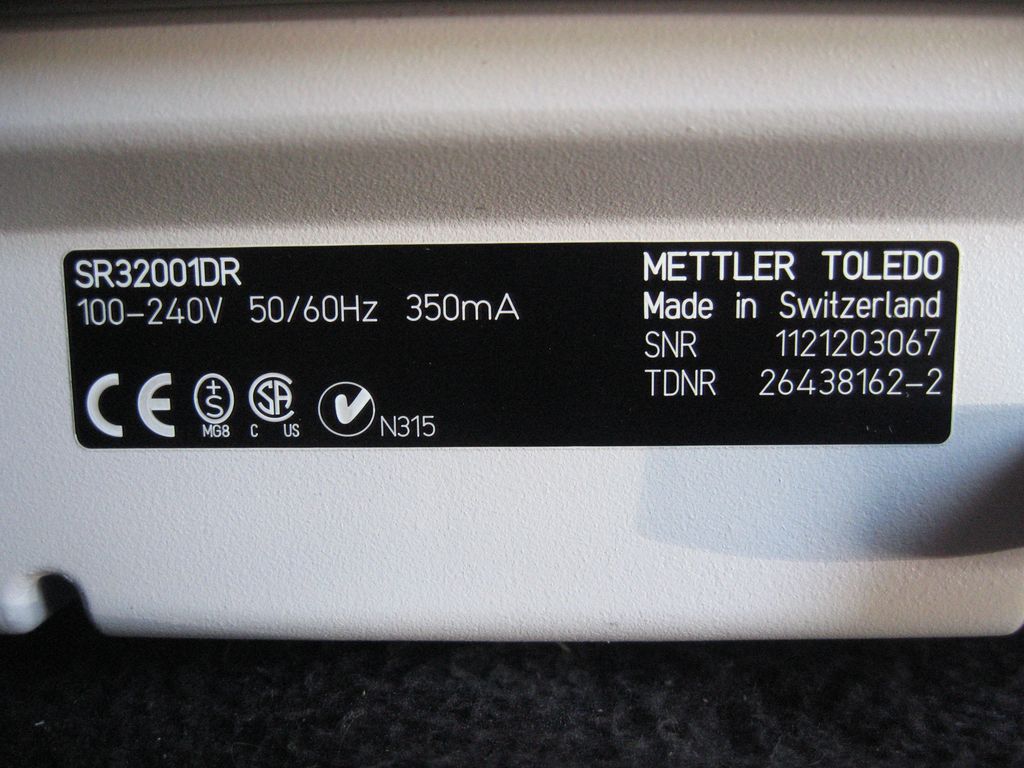 SR32001DR
100-240V 50/60Hz 350mA
METTLER TOLEDO
Made in Switzerland
SNR 1121203067
TDNR 26438162-2
CE
+S
MG8
SA
C US
N315